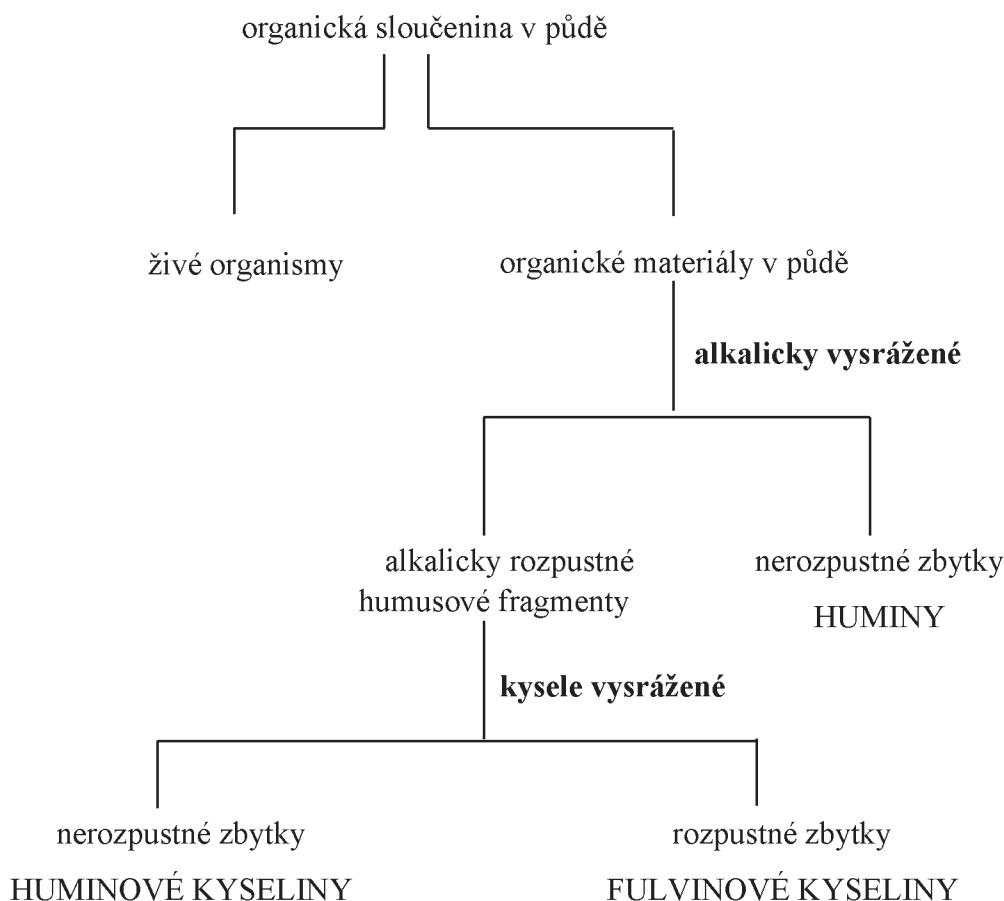 organická sloučenina v půdě
živé organismy
organické materiály v půdě
alkalicky vysrážené
alkalicky rozpustné
humusové fragmenty
nerozpustné zbytky
HUMINY
kysele vysrážené
nerozpustné zbytky
HUMINOVÉ KYSELINY
rozpustné zbytky
FULVINOVÉ KYSELINY